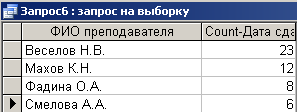 Запрос6 : запрос на выборку
ФИО преподавателя Count-Дата сда
Веселов Н.В. 23
Махов К.Н. 12
Фадина О.А. 8
Смелова А.А. 6